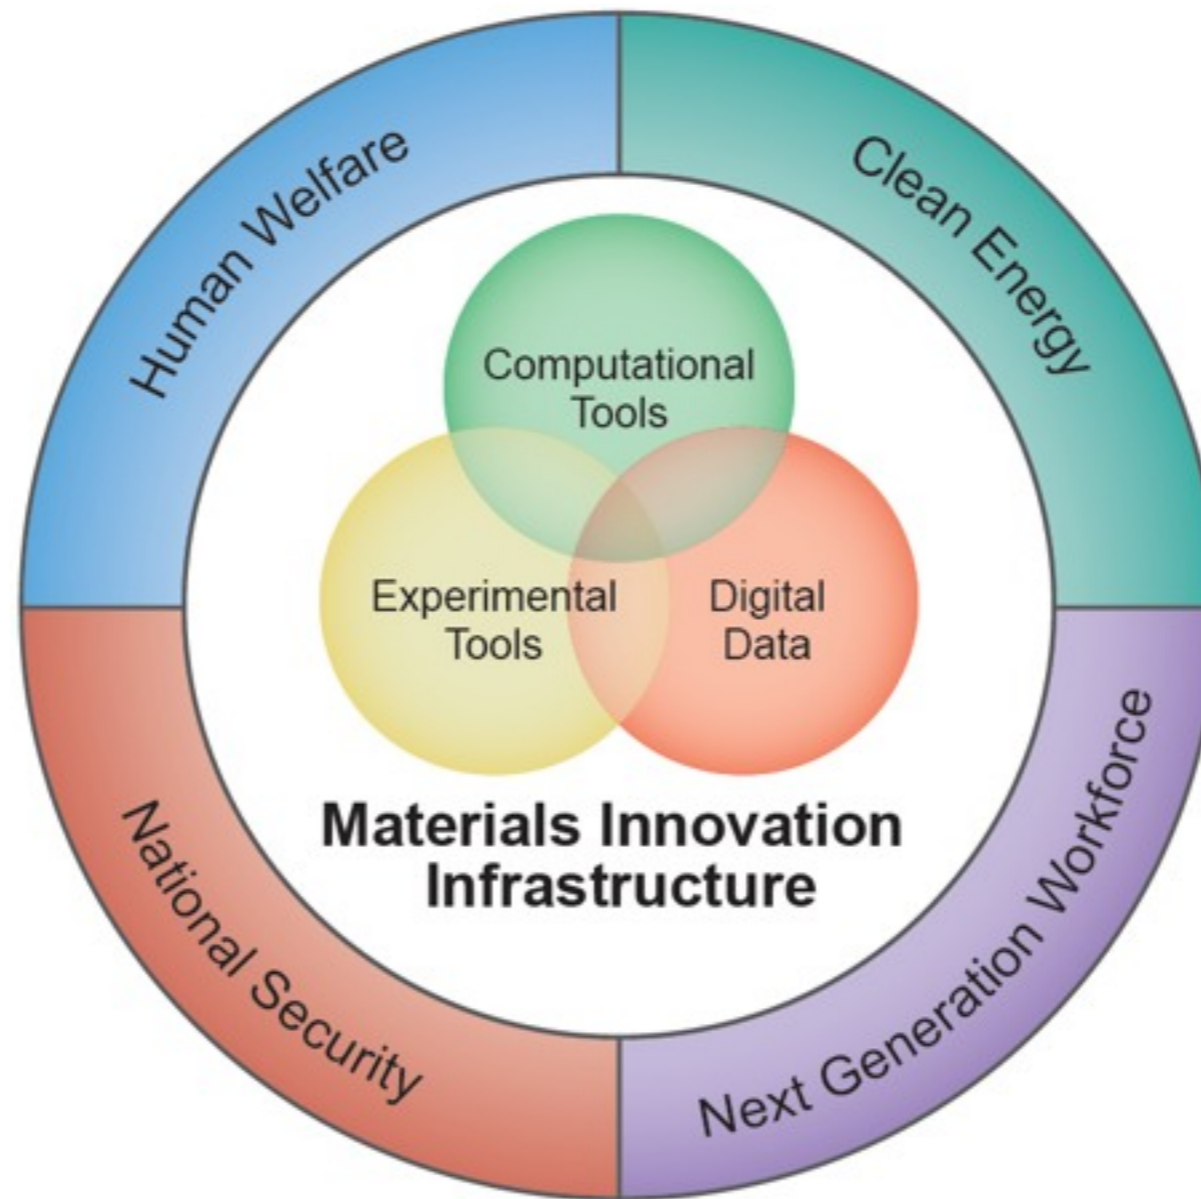 Human Welfare
Clean Energy
Computational
Tools
Experimental
Tools
Digital
Data
Materials Innovation
Infrastructure
National Security
Next Generation Workforce